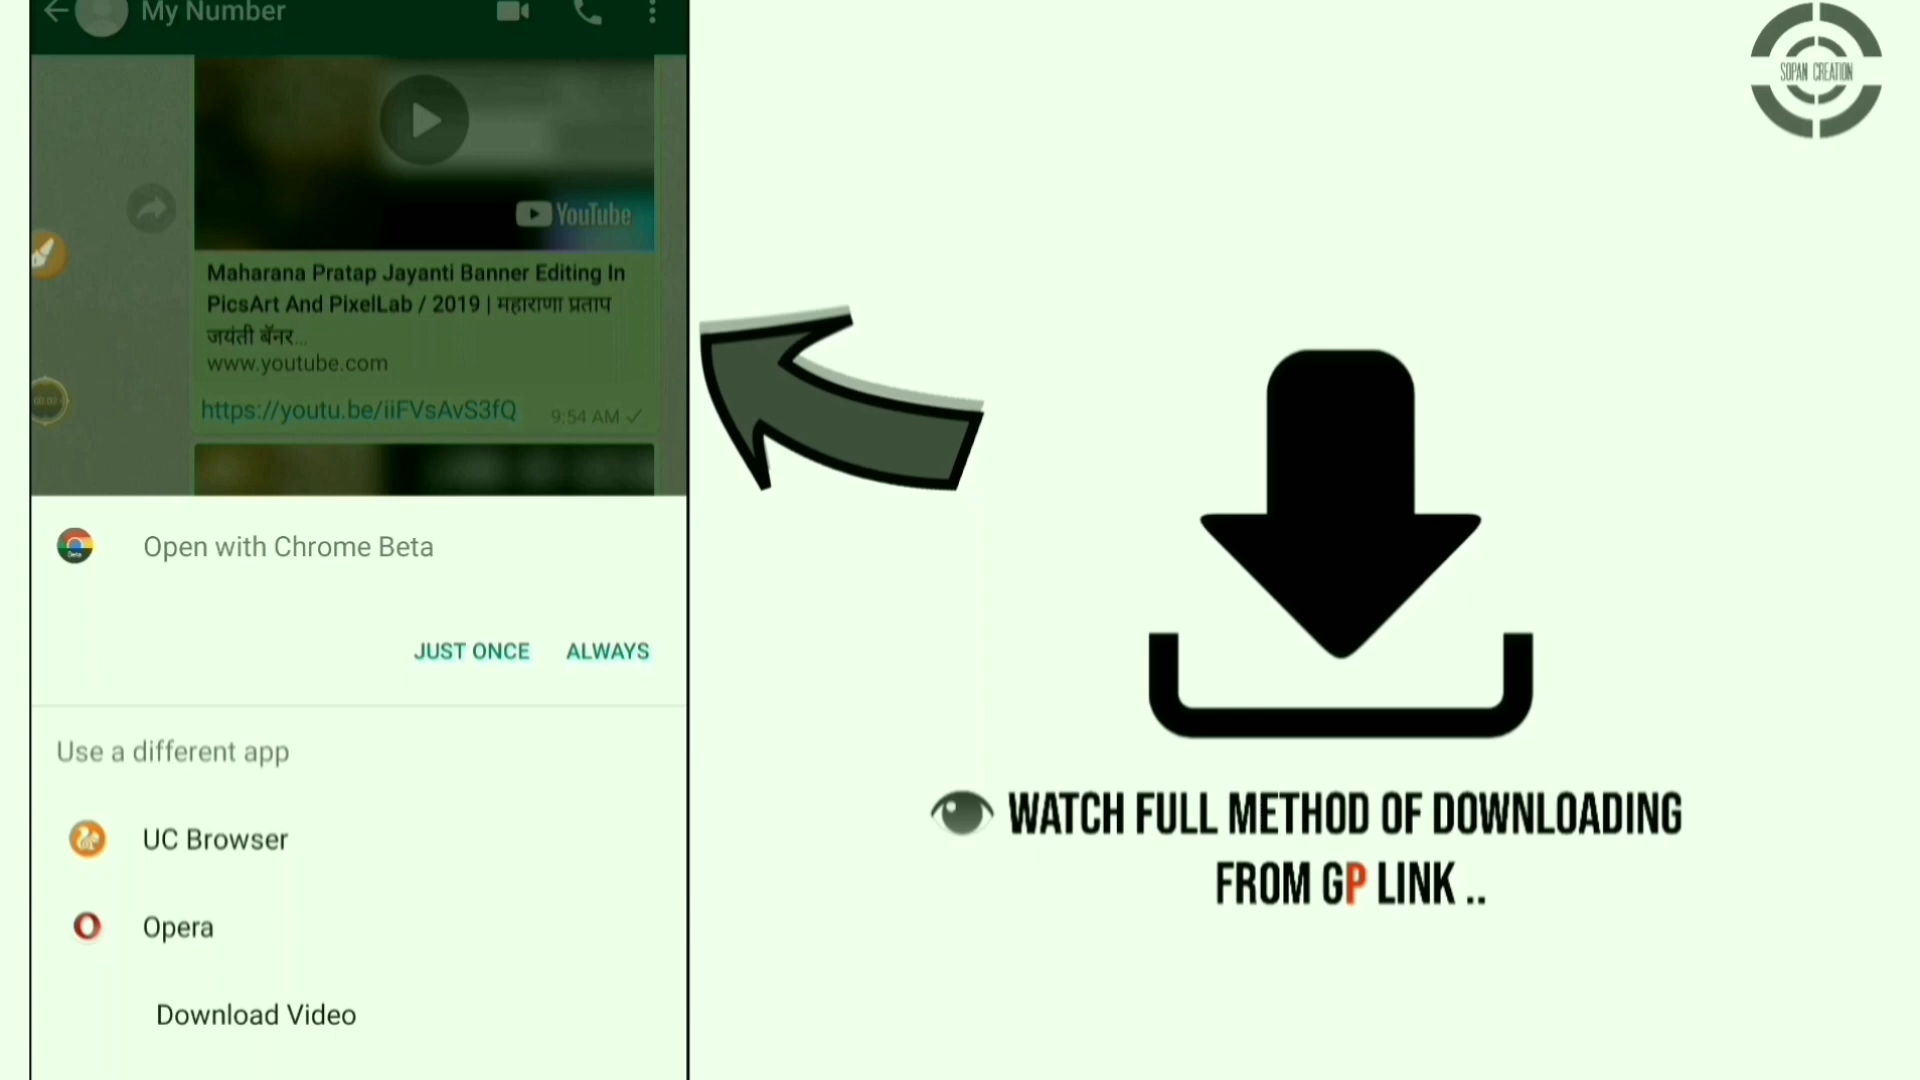 My Number
YouTube
Maharana Pratap Jayanti Banner Editing In
PicsArt And PixelLab / 2019 | महाराणा प्रताप
जयंती बॅनर...
www.youtube.com
https://youtu.be/iiFVsAvS3fQ
9:54 AM
Open with Chrome Beta
JUST ONCE ALWAYS
Use a different app
UC Browser
Opera
Download Video
SOPAN CREATION
WATCH FULL METHOD OF DOWNLOADING
FROM GP LINK ..